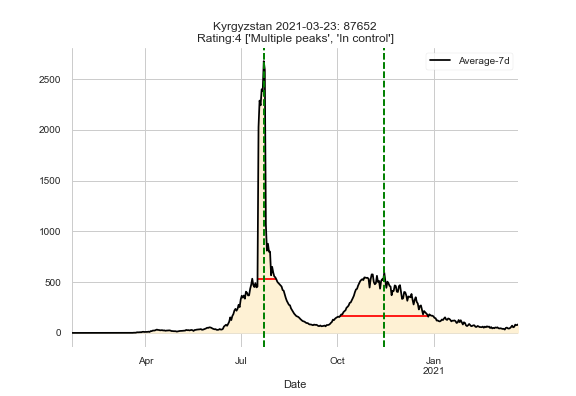 Kyrgyzstan 2021-03-23: 87652
Rating:4 ['Multiple peaks', 'In control']
Average-7d
2500
2000
1500
1000
500
0
Apr
Jul
Oct
Jan
2021
Date